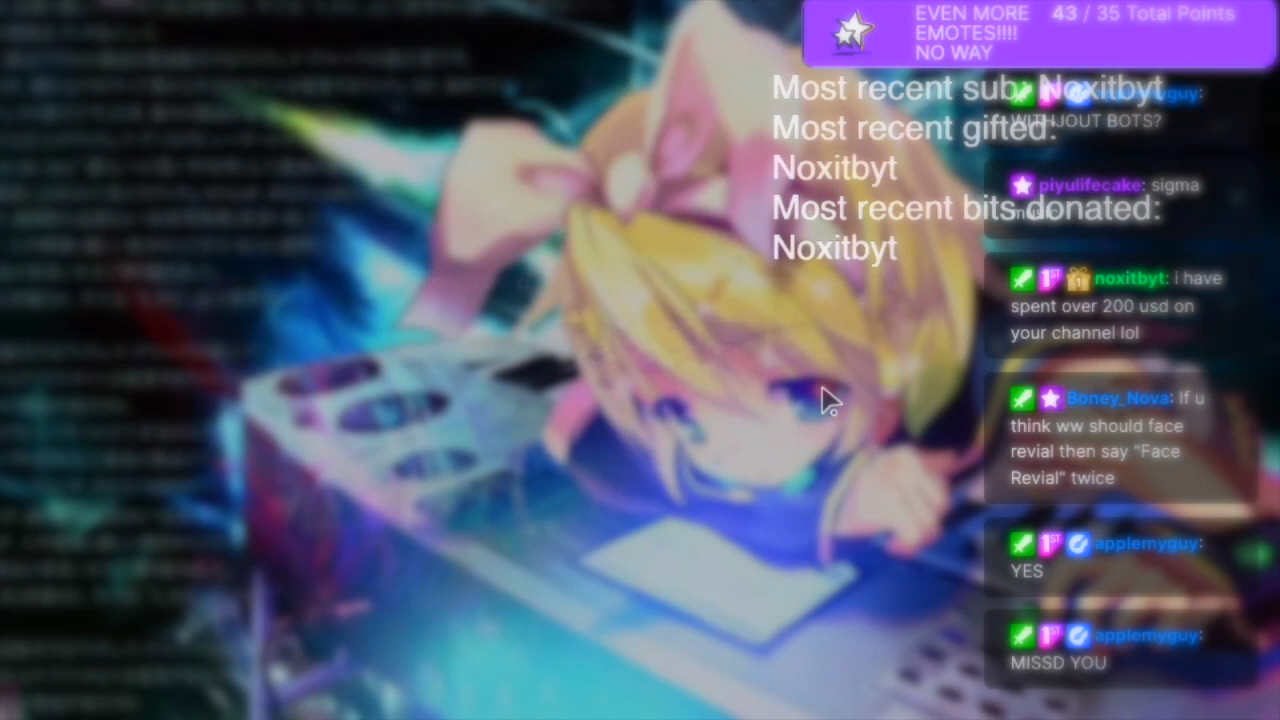 EVEN MORE
EMOTES!!!!
NO WAY
43 / 35 Total Points
Most recent sub: Noxitbyt
Most recent gifted:
Noxitbyt
Most recent bits donated:
Noxitbyt
applemyguy:
WITHJOUT BOTS?
piyulifecake: sigma
noxitbyt: i have
spent over 200 usd on
your channel lol
Boney_Nova: If u
think ww should face
revial then say "Face
Revial" twice
applemyguy:
YES
applemyguy:
MISSD YOU